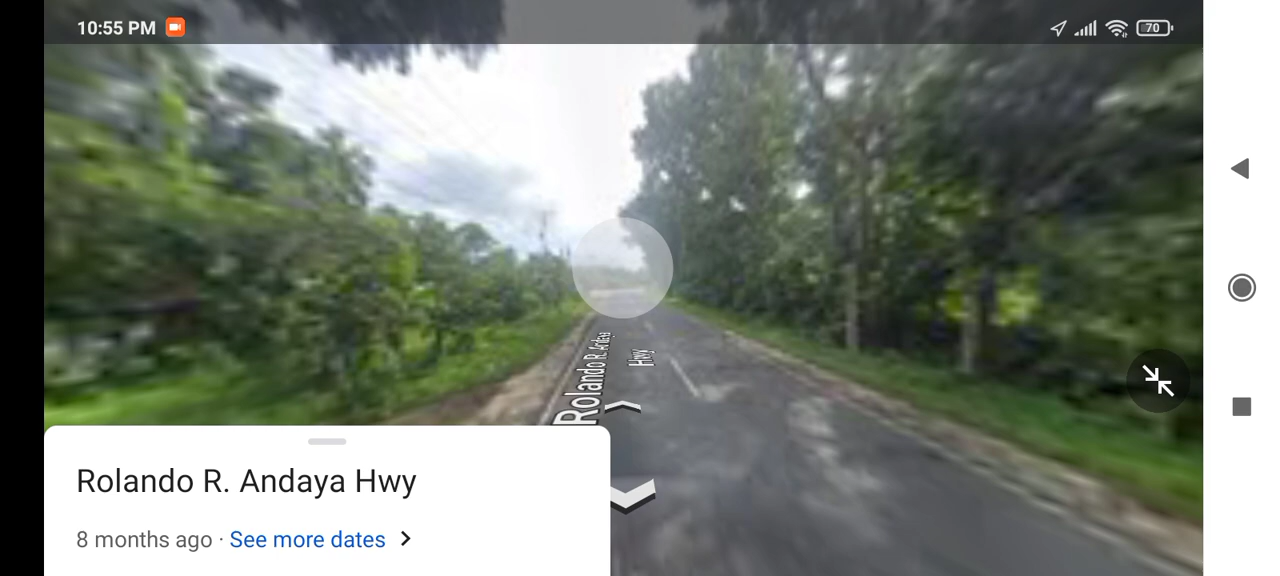 10:55 PM
70
Rolando R. Andaya
Hwy
Rolando R. Andaya Hwy
8 months ago · See more dates